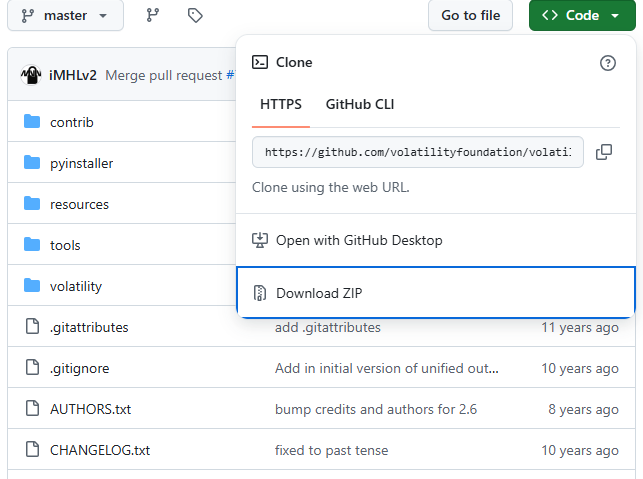 master
Go to file
Code
iMHLv2 Merge pull request #
Clone
HTTPS GitHub CLI
https://github.com/volatilityfoundation/volati
Clone using the web URL.
Open with GitHub Desktop
Download ZIP
contrib
pyinstaller
resources
tools
volatility
.gitattributes add .gitattributes 11 years ago
.gitignore Add in initial version of unified out... 10 years ago
AUTHORS.txt bump credits and authors for 2.6 8 years ago
CHANGELOG.txt fixed to past tense 10 years ago